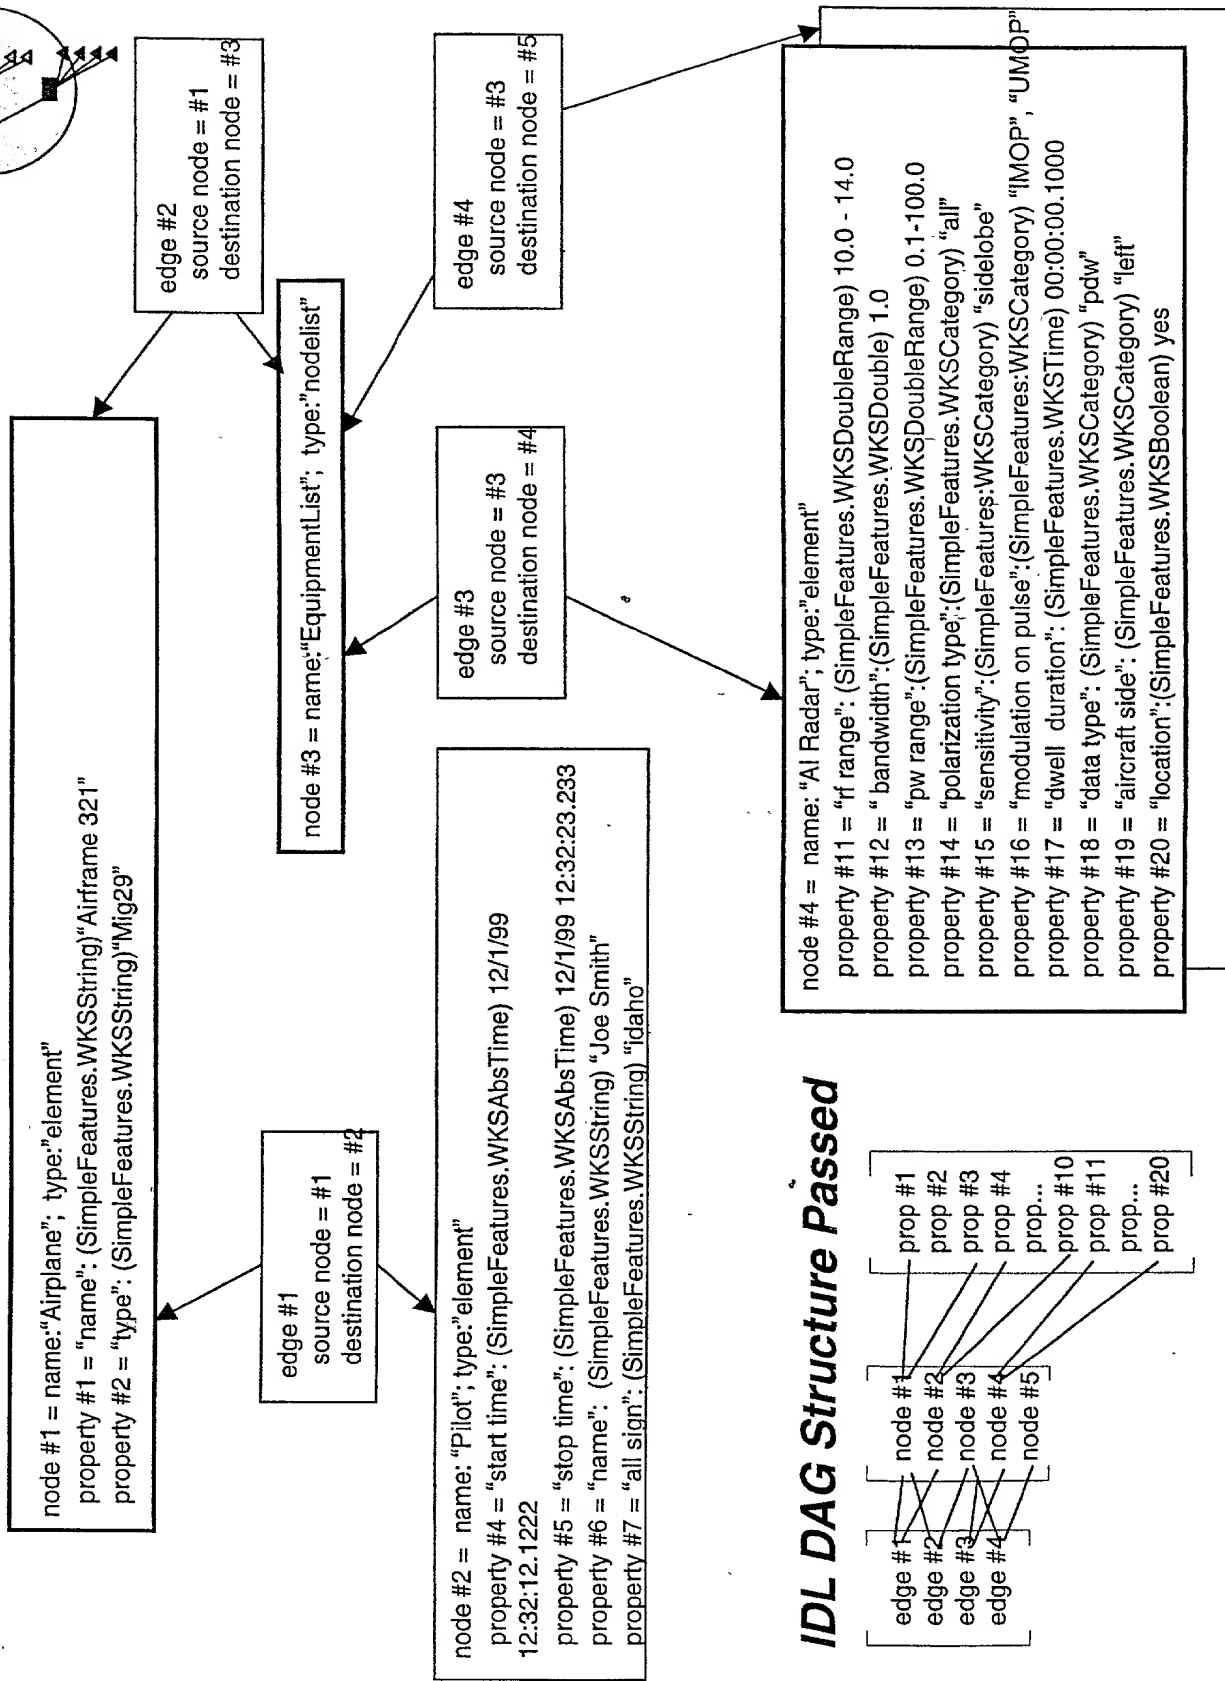 node #1 = name:“Airplane”; type:”element”
property #1 = “name”: (SimpleFeatures.WKSString)“Airframe 321”
property #2 = “type”: (SimpleFeatures.WKSString)“Mig29”
edge #1
source node = #1
destination node = #2
edge #2
source node = #1
destination node = #3
node #3 = name:“EquipmentList”; type:”nodelist”
node #2 = name: “Pilot”; type:”element”
property #4 = “start time”: (SimpleFeatures.WKSAbsTime) 12/1/99
12:32:12.1222
property #5 = “stop time”: (SimpleFeatures.WKSAbsTime) 12/1/99 12:32:23.233
property #6 = “name”: (SimpleFeatures.WKSString) “Joe Smith”
property #7 = “all sign”: (SimpleFeatures.WKSString) “idaho”
edge #3
source node = #3
destination node = #4
edge #4
source node = #3
destination node = #5
node #4 = name: “AI Radar”; type:”element”
property #11 = “rf range”: (SimpleFeatures.WKSDoubleRange) 10.0 - 14.0
property #12 = “ bandwidth”:(SimpleFeatures.WKSDouble) 1.0
property #13 = “pw range”:(SimpleFeatures.WKSDoubleRange) 0.1-100.0
property #14 = “polarization type”:(SimpleFeatures.WKSCategory) “all”
property #15 = “sensitivity”:(SimpleFeatures:WKSCategory) “sidelobe”
property #16 = “modulation on pulse”:(SimpleFeatures:WKSCategory) “IMOP”, “UMOP”
property #17 = “dwell duration”: (SimpleFeatures.WKSTime) 00:00:00.1000
property #18 = “data type”: (SimpleFeatures.WKSCategory) “pdw”
property #19 = “aircraft side”: (SimpleFeatures.WKSCategory) “left”
property #20 = “location”:(SimpleFeatures.WKSBoolean) yes
IDL DAG Structure Passed
edge #1
edge #2
edge #3
edge #4
node #1
node #2
node #3
node #4
node #5
prop #1
prop #2
prop #3
prop #4
prop...
prop #10
prop #11
prop...
prop #20